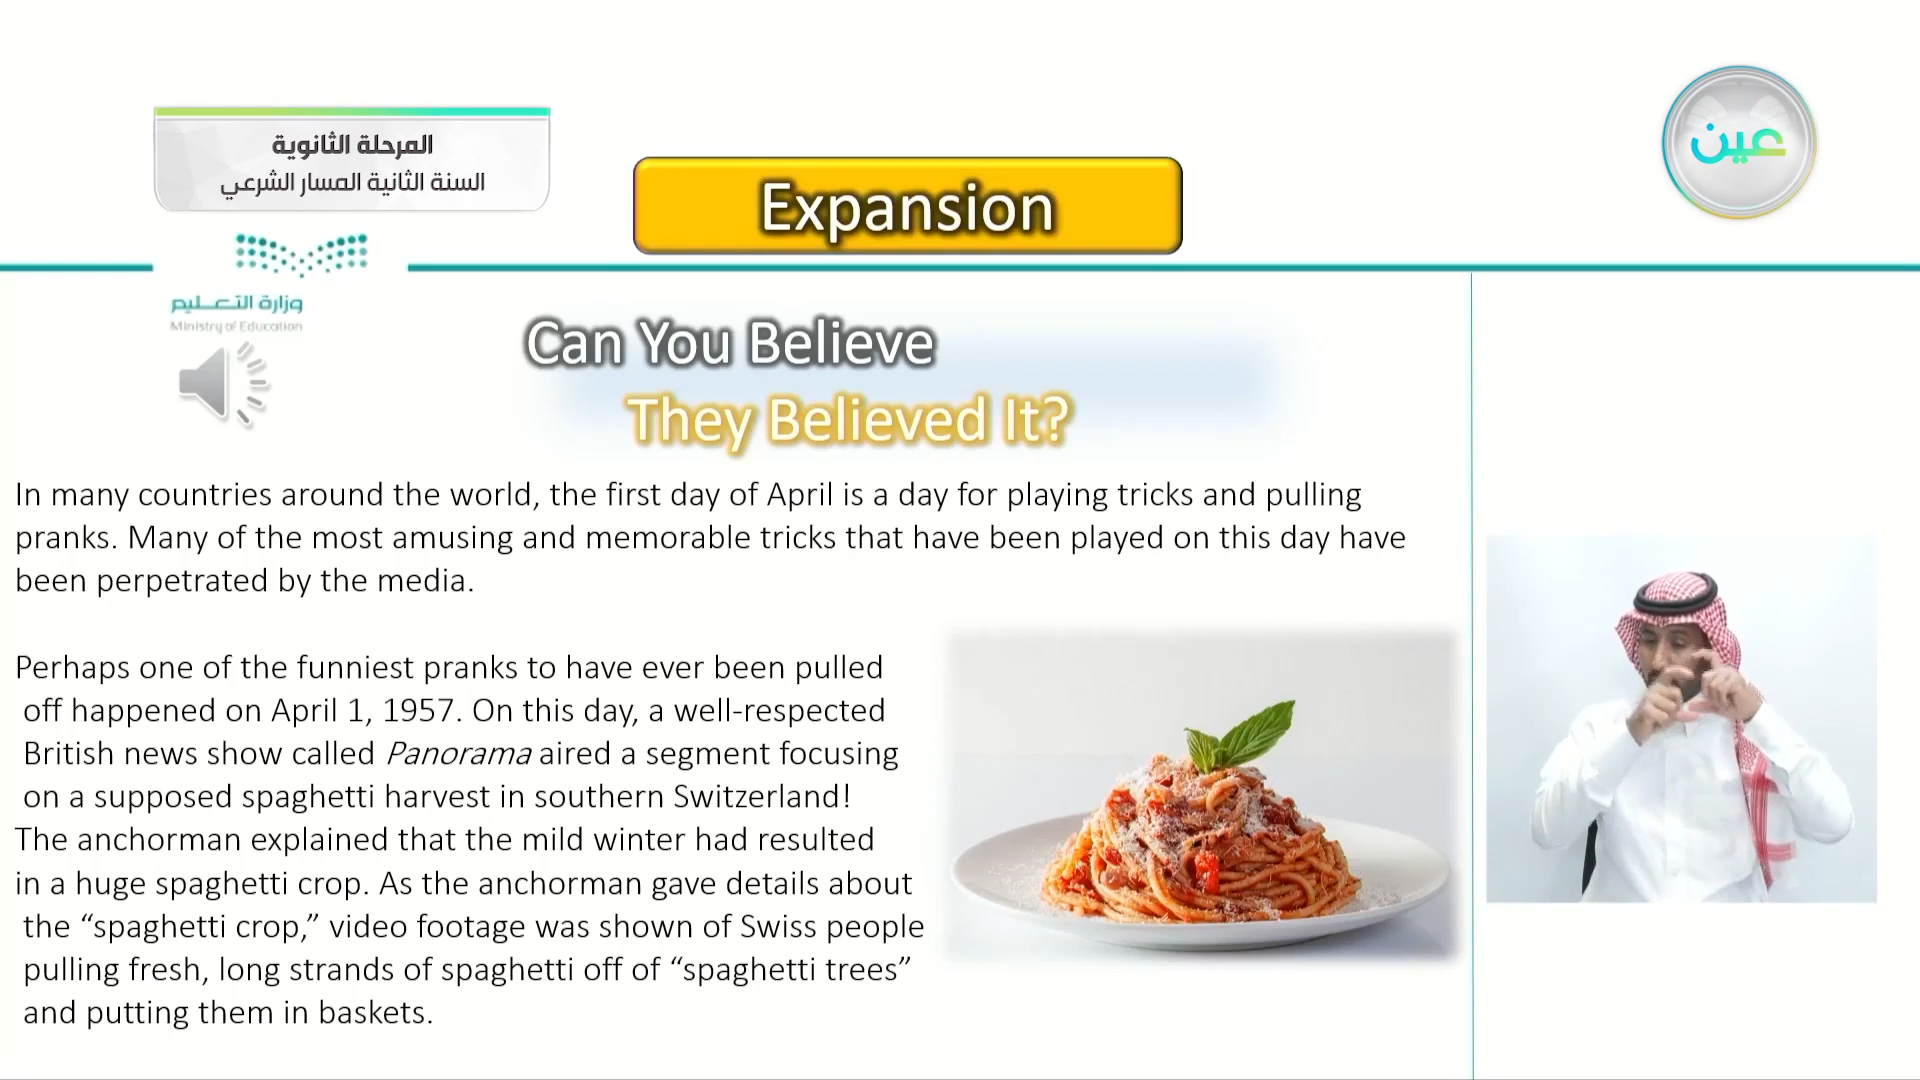 المرحلة الثانوية
السنة الثانية المسار الشرعي
عين
Expansion
وزارة التعليم
Ministry of Education
Can You Believe
They Believed It?
In many countries around the world, the first day of April is a day for playing tricks and pulling
pranks. Many of the most amusing and memorable tricks that have been played on this day have
been perpetrated by the media.
Perhaps one of the funniest pranks to have ever been pulled
off happened on April 1, 1957. On this day, a well-respected
British news show called Panorama aired a segment focusing
on a supposed spaghetti harvest in southern Switzerland!
The anchorman explained that the mild winter had resulted
in a huge spaghetti crop. As the anchorman gave details about
the “spaghetti crop,” video footage was shown of Swiss people
pulling fresh, long strands of spaghetti off of “spaghetti trees”
and putting them in baskets.